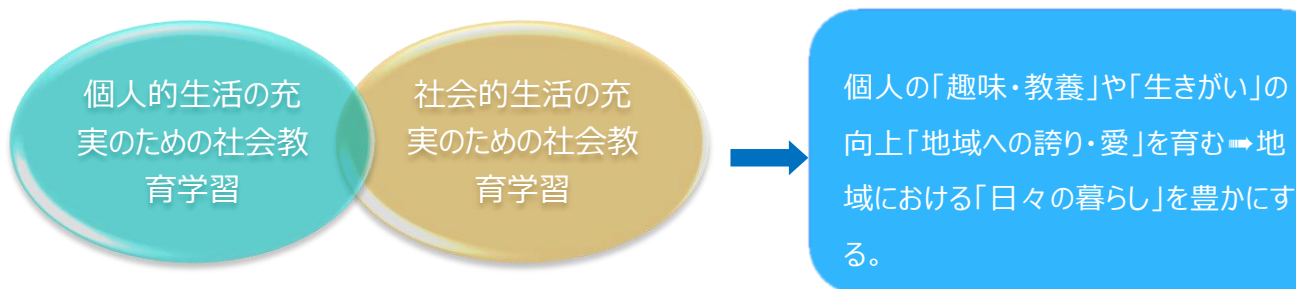 個人的生活の充
実のための社会教
育学習
社会的生活の充
実のための社会教
育学習
個人の「趣味・教養」や「生きがい」の
向上「地域への誇り・愛」を育む➠地
域における「日々の暮らし」を豊かにす
る。